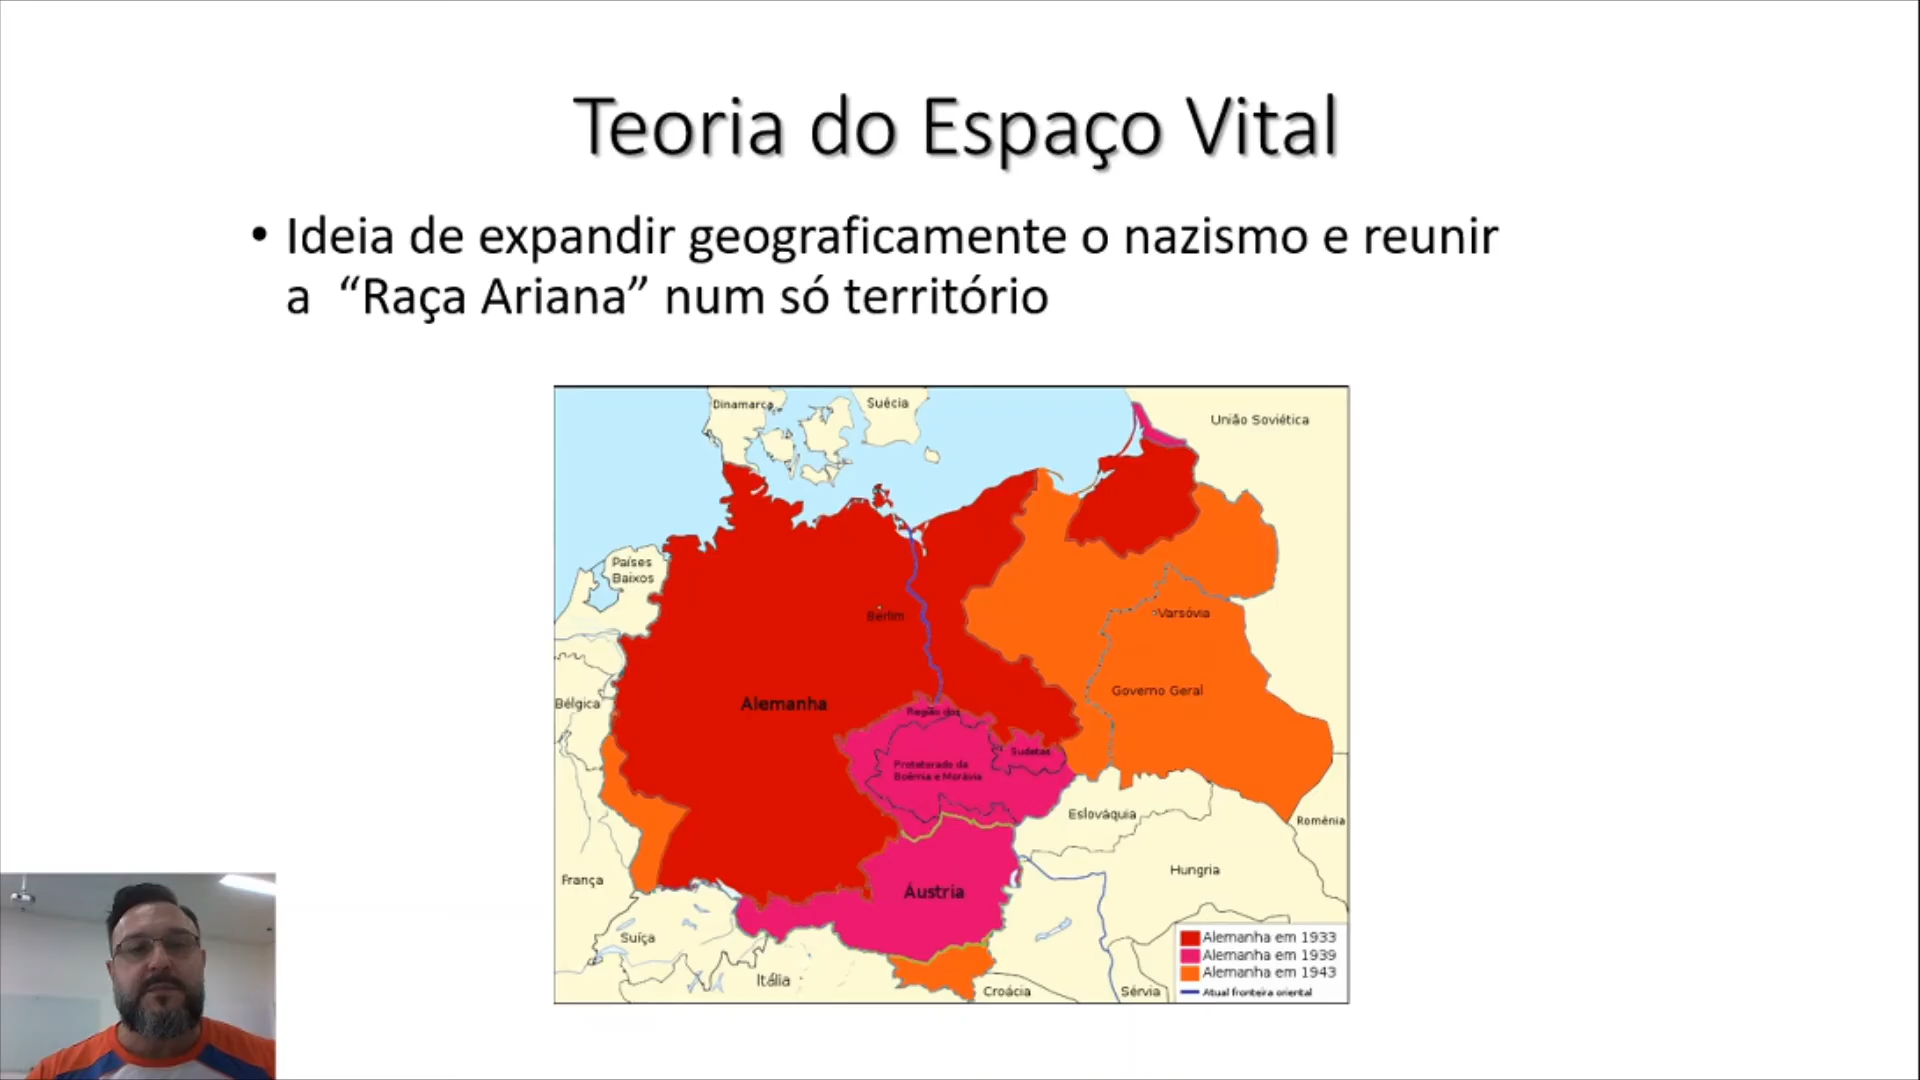 Teoria do Espaço Vital
• Ideia de expandir geograficamente o nazismo e reunir
a “Raça Ariana” num só território
Dinamarca
Suécia
União Soviética
Países
Baixos
Berlim
Varsóvia
Bélgica
Alemanha
Governo Geral
Região dos
Sudetas
Protetorado da
Boêmia e Morávia
Eslováquia
Romênia
França
Áustria
Hungria
Suíça
Itália
Croácia
Sérvia
Alemanha em 1933
Alemanha em 1939
Alemanha em 1943
Atual fronteira oriental